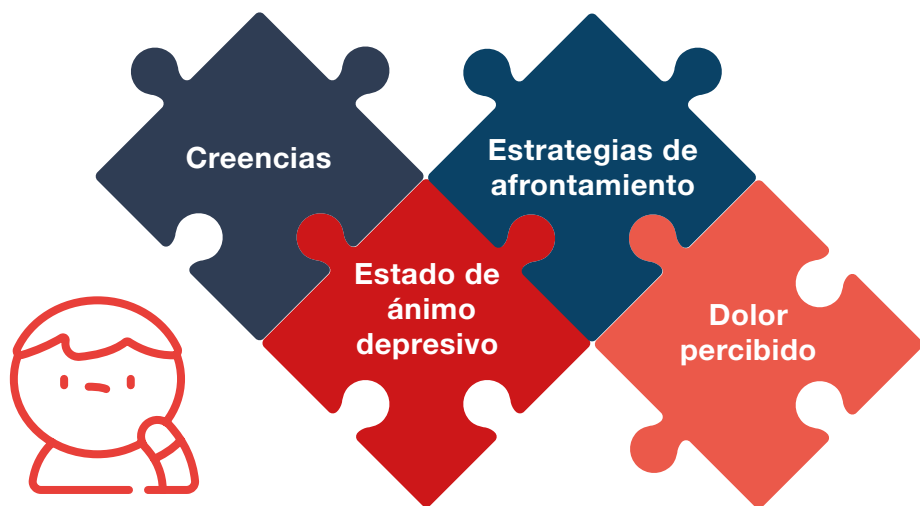 Creencias
Estrategias de
afrontamiento
Estado de
ánimo
depresivo
Dolor
percibido